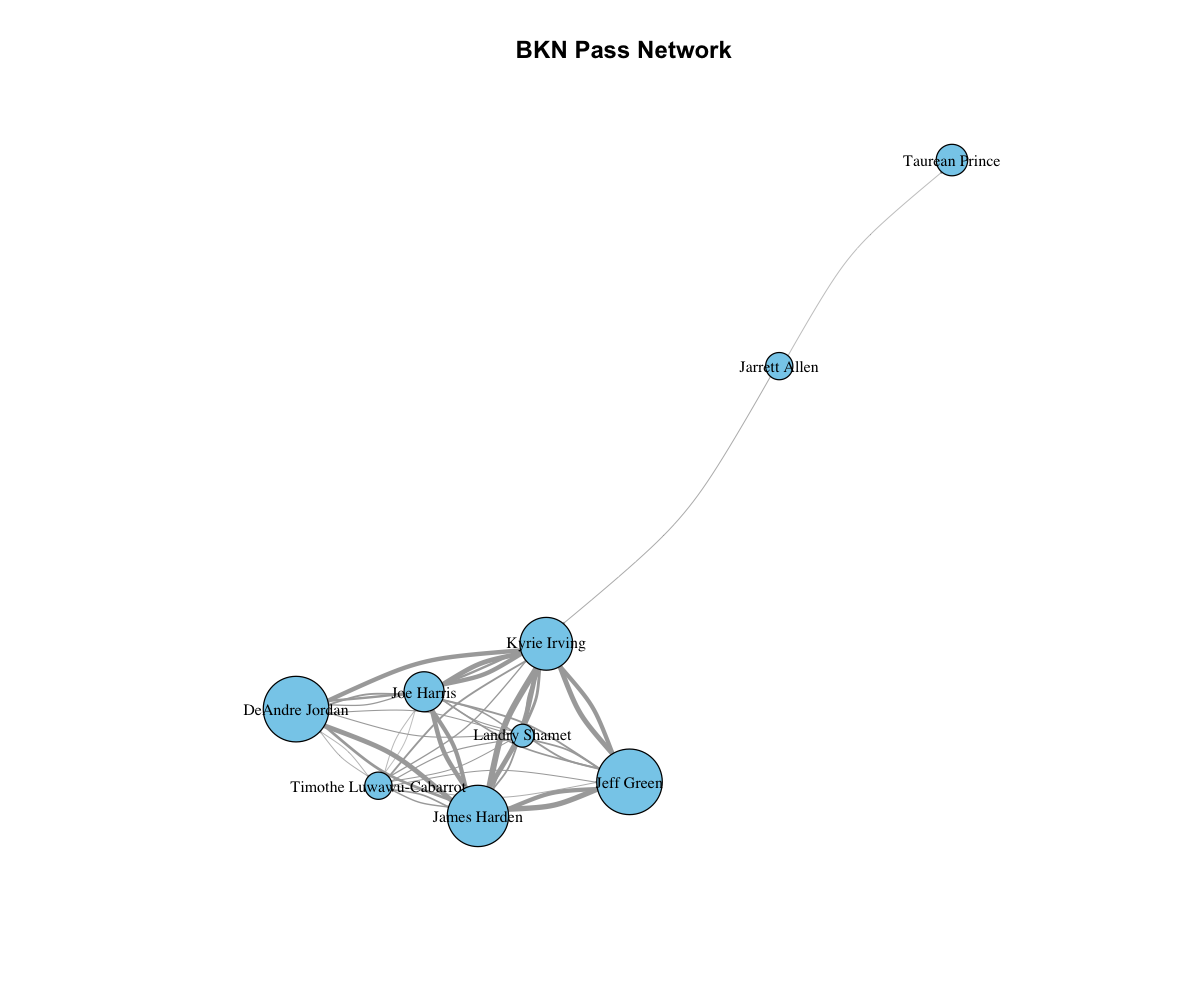 BKN Pass Network
Taurean Prince
Jarrett Allen
Kyrie Irving
Joe Harris
DeAndre Jordan
Landry Shamet
Jeff Green
Timothe Luwawu-Cabarrot
James Harden